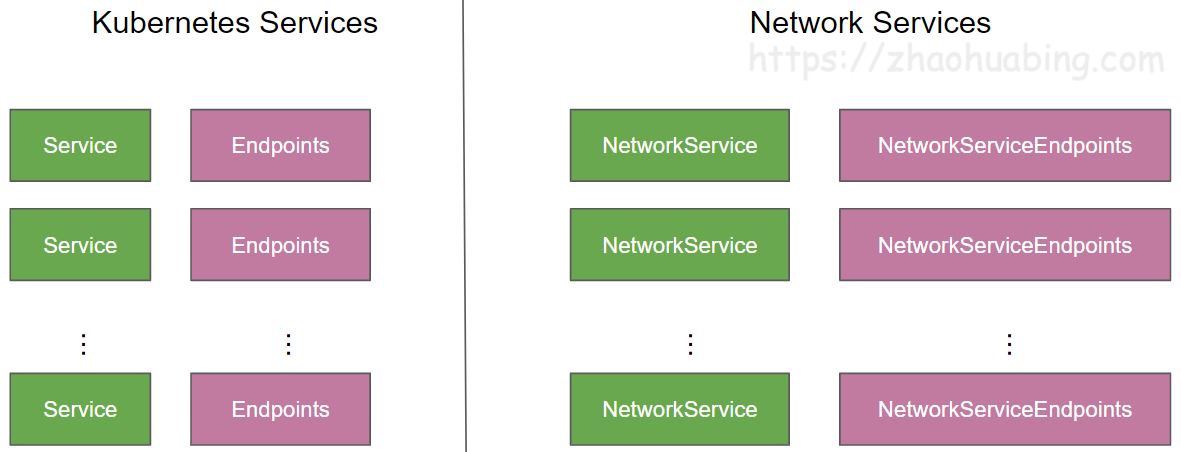 Kubernetes Services
Network Services
https://zhaohuabing.com
Service Endpoints NetworkService NetworkServiceEndpoints
Service Endpoints NetworkService NetworkServiceEndpoints
Service Endpoints NetworkService NetworkServiceEndpoints